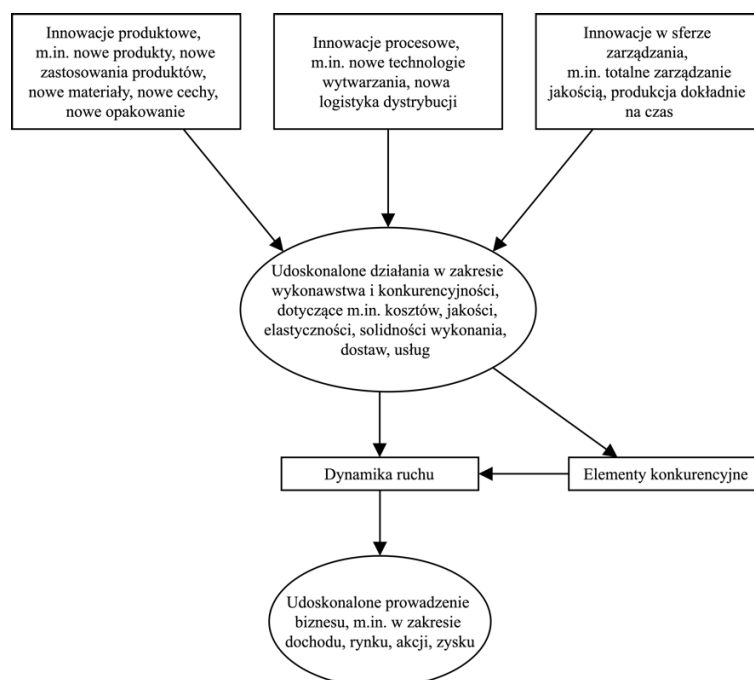 Innowacje produktowe,
m.in. nowe produkty, nowe
zastosowania produktów,
nowe materiały, nowe cechy,
nowe opakowanie
Innowacje procesowe,
m.in. nowe technologie
wytwarzania, nowa
logistyka dystrybucji
Innowacje w sferze
zarządzania,
m.in. totalne zarządzanie
jakością, produkcja dokładnie
na czas
Udoskonalone działania w zakresie
wykonawstwa i konkurencyjności,
dotyczące m.in. kosztów, jakości,
elastyczności, solidności wykonania,
dostaw, usług
Dynamika ruchu
Elementy konkurencyjne
Udoskonalone prowadzenie
biznesu, m.in. w zakresie
dochodu, rynku, akcji, zysku